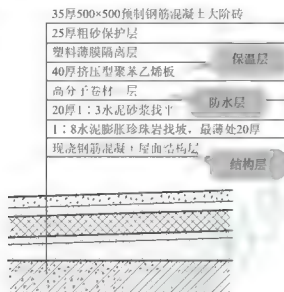 35厚500×500预制钢筋混凝土大阶砖
25厚粗砂保护层
塑料薄膜隔离层
保温层
40厚挤压型聚苯乙烯板
高分子卷材一层
防水层
20厚1：3水泥砂浆找平
1：8水泥膨胀珍珠岩找坡，最薄处20厚
现浇钢筋混凝土屋面结构层
结构层